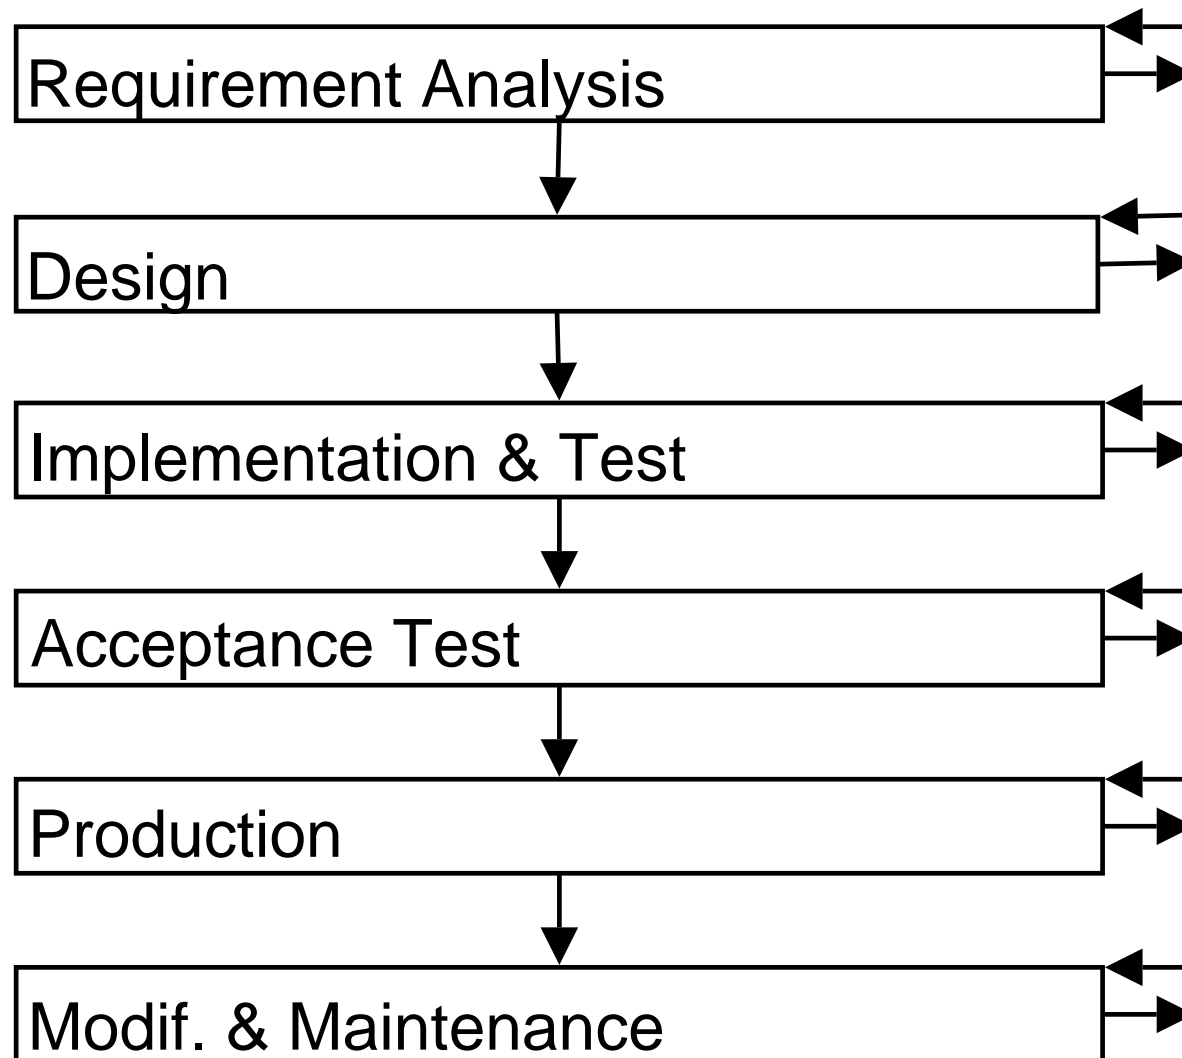 Requirement Analysis
Design
Implementation & Test
Acceptance Test
Production
Modif. & Maintenance